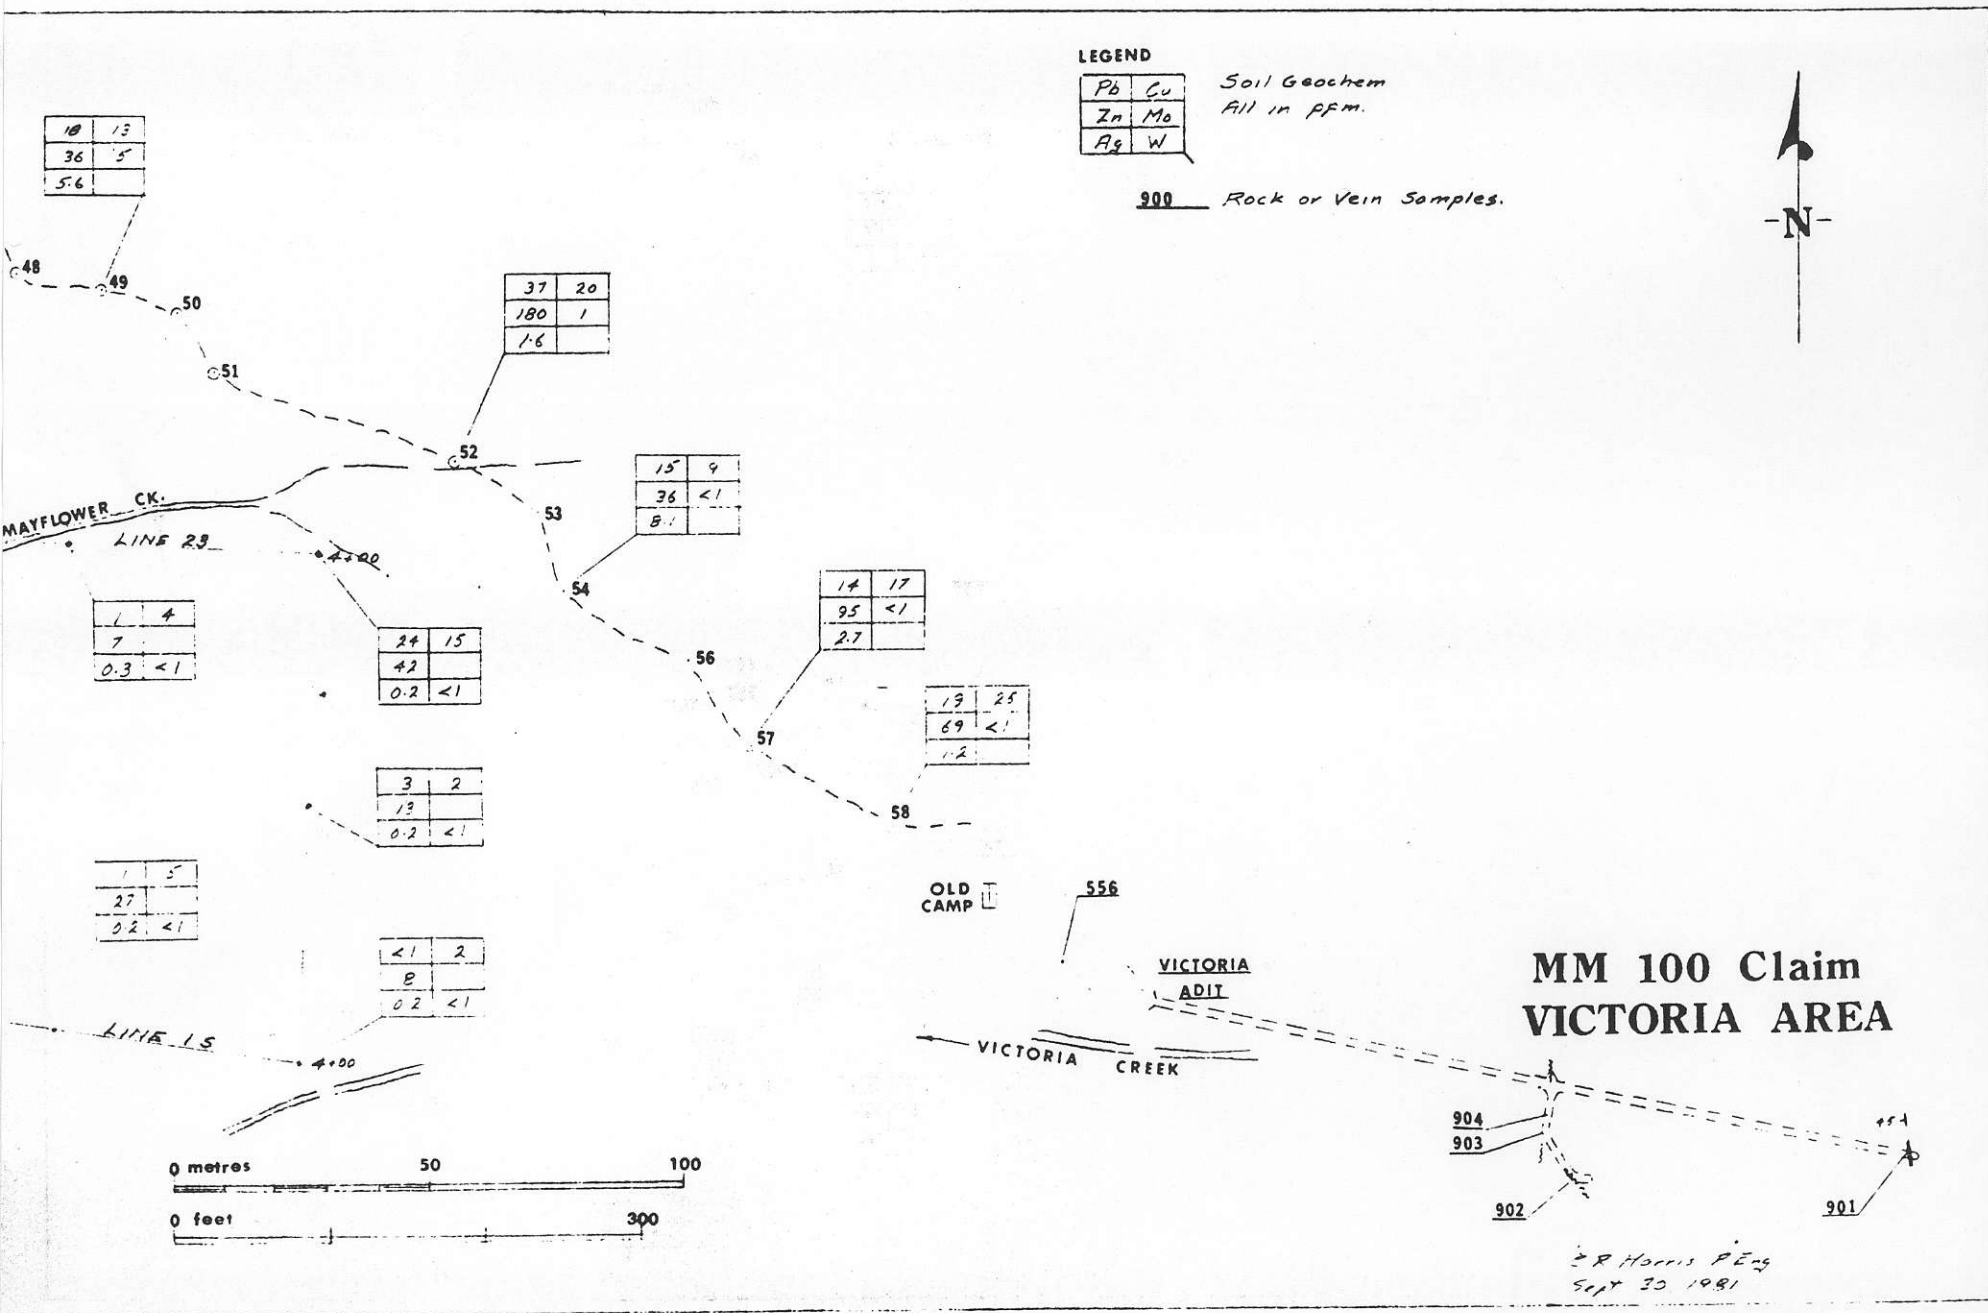 LEGEND
Pb Cu
Zn Mo
Ag W
Soil Geochem
All in ppm.
900 Rock or Vein Samples.
-N-
18 13
36 5
5.6
48
49
50
51
37 20
180 1
1.6
52
53
15 9
36 <1
8.1
54
MAYFLOWER CK.
LINE 23
4+00
1 4
7
0.3 <1
24 15
42
0.2 <1
14 17
95 <1
2.7
56
57
13 25
69 <1
1.2
58
3 2
13
0.2 <1
1 5
27
0.2 <1
<1 2
8
0.2 <1
LINE 15
4+00
OLD
CAMP
556
VICTORIA
ADIT
VICTORIA CREEK
MM 100 Claim
VICTORIA AREA
904
903
902
901
0 metres 50 100
0 feet 300
R Harris P Eng
Sept 30 1981